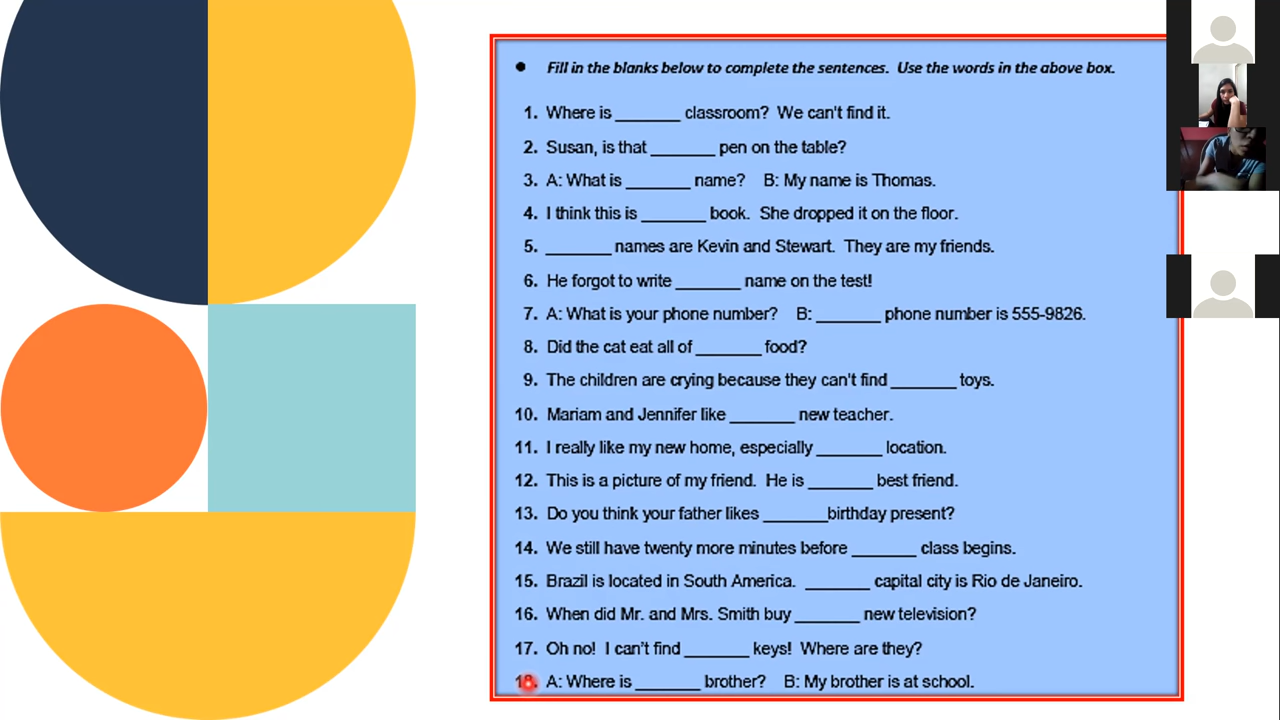 • Fill in the blanks below to complete the sentences. Use the words in the above box.
1. Where is _______ classroom? We can't find it.
2. Susan, is that _______ pen on the table?
3. A: What is _______ name? B: My name is Thomas.
4. I think this is _______ book. She dropped it on the floor.
5. _______ names are Kevin and Stewart. They are my friends.
6. He forgot to write _______ name on the test!
7. A: What is your phone number? B: _______ phone number is 555-9826.
8. Did the cat eat all of _______ food?
9. The children are crying because they can't find _______ toys.
10. Mariam and Jennifer like _______ new teacher.
11. I really like my new home, especially _______ location.
12. This is a picture of my friend. He is _______ best friend.
13. Do you think your father likes _______birthday present?
14. We still have twenty more minutes before _______ class begins.
15. Brazil is located in South America. _______ capital city is Rio de Janeiro.
16. When did Mr. and Mrs. Smith buy _______ new television?
17. Oh no! I can't find _______ keys! Where are they?
18. A: Where is _______ brother? B: My brother is at school.